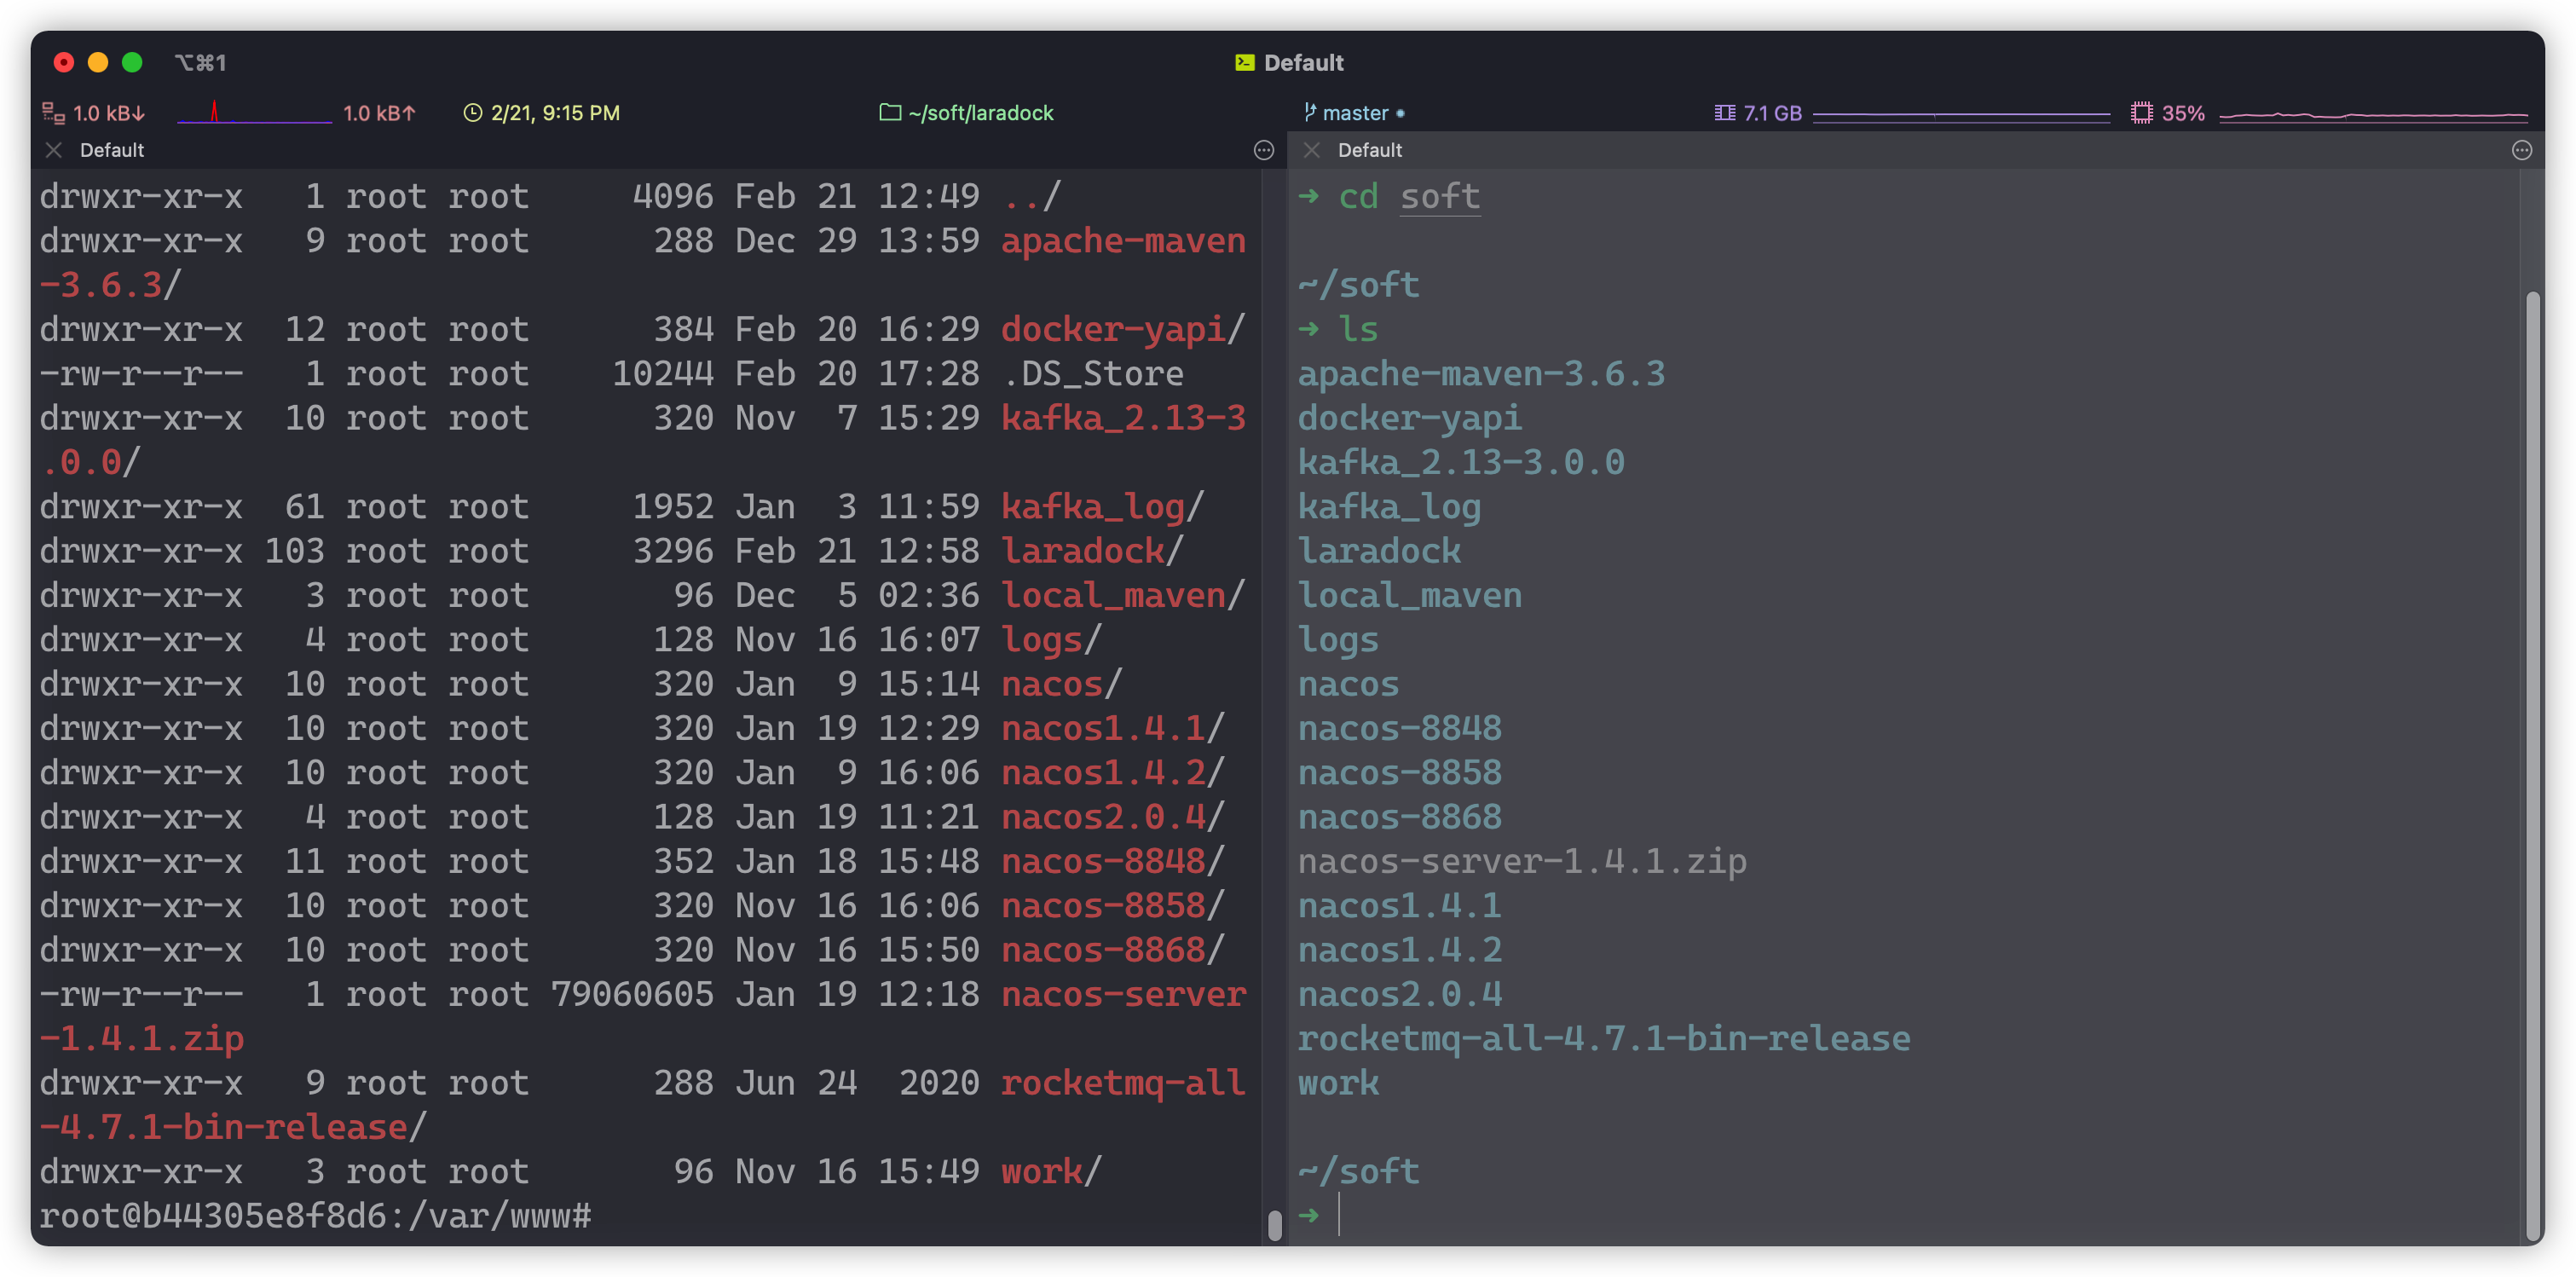 ⌥⌘1
Default
1.0 kB↓ 1.0 kB↑ 2/21, 9:15 PM ~/soft/laradock master 7.1 GB 35%
Default
drwxr-xr-x   1 root root     4096 Feb 21 12:49 ../
drwxr-xr-x   9 root root      288 Dec 29 13:59 apache-maven
-3.6.3/
drwxr-xr-x  12 root root      384 Feb 20 16:29 docker-yapi/
-rw-r--r--   1 root root    10244 Feb 20 17:28 .DS_Store
drwxr-xr-x  10 root root      320 Nov  7 15:29 kafka_2.13-3
.0.0/
drwxr-xr-x  61 root root     1952 Jan  3 11:59 kafka_log/
drwxr-xr-x 103 root root     3296 Feb 21 12:58 laradock/
drwxr-xr-x   3 root root       96 Dec  5 02:36 local_maven/
drwxr-xr-x   4 root root      128 Nov 16 16:07 logs/
drwxr-xr-x  10 root root      320 Jan  9 15:14 nacos/
drwxr-xr-x  10 root root      320 Jan 19 12:29 nacos1.4.1/
drwxr-xr-x  10 root root      320 Jan  9 16:06 nacos1.4.2/
drwxr-xr-x   4 root root      128 Jan 19 11:21 nacos2.0.4/
drwxr-xr-x  11 root root      352 Jan 18 15:48 nacos-8848/
drwxr-xr-x  10 root root      320 Nov 16 16:06 nacos-8858/
drwxr-xr-x  10 root root      320 Nov 16 15:50 nacos-8868/
-rw-r--r--   1 root root 79060605 Jan 19 12:18 nacos-server
-1.4.1.zip
drwxr-xr-x   9 root root      288 Jun 24  2020 rocketmq-all
-4.7.1-bin-release/
drwxr-xr-x   3 root root       96 Nov 16 15:49 work/
root@b44305e8f8d6:/var/www#
Default
➜ cd soft
~/soft
➜ ls
apache-maven-3.6.3
docker-yapi
kafka_2.13-3.0.0
kafka_log
laradock
local_maven
logs
nacos
nacos-8848
nacos-8858
nacos-8868
nacos-server-1.4.1.zip
nacos1.4.1
nacos1.4.2
nacos2.0.4
rocketmq-all-4.7.1-bin-release
work
~/soft
➜